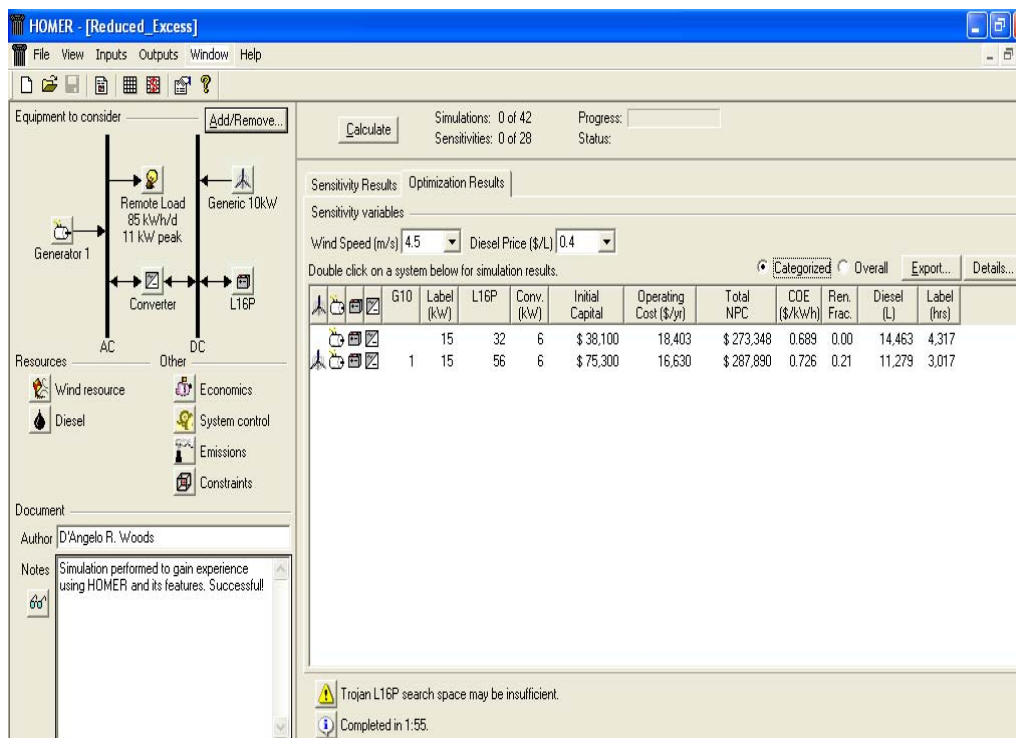 HOMER - [Reduced_Excess]
File View Inputs Outputs Window Help
Equipment to consider
Add/Remove...
Remote Load
85 kWh/d
11 kW peak
Generic 10kW
Generator 1
Converter
L16P
AC
DC
Resources
Other
Wind resource
Economics
Diesel
System control
Emissions
Constraints
Document
Author D'Angelo R. Woods
Notes
Simulation performed to gain experience
using HOMER and its features. Successful!
Calculate
Simulations: 0 of 42
Progress:
Sensitivities: 0 of 28
Status:
Sensitivity Results Optimization Results
Sensitivity variables
Wind Speed (m/s) 4.5 Diesel Price ($/L) 0.4
Double click on a system below for simulation results.
Categorized Overall Export... Details...
G10 Label (kW) L16P Conv. (kW) Initial Capital Operating Cost ($/yr) Total NPC COE ($/kWh) Ren. Frac. Diesel (L) Label (hrs)
15 32 6 $ 38,100 18,403 $ 273,348 0.689 0.00 14,463 4,317
1 15 56 6 $ 75,300 16,630 $ 287,890 0.726 0.21 11,279 3,017
Trojan L16P search space may be insufficient.
Completed in 1:55.